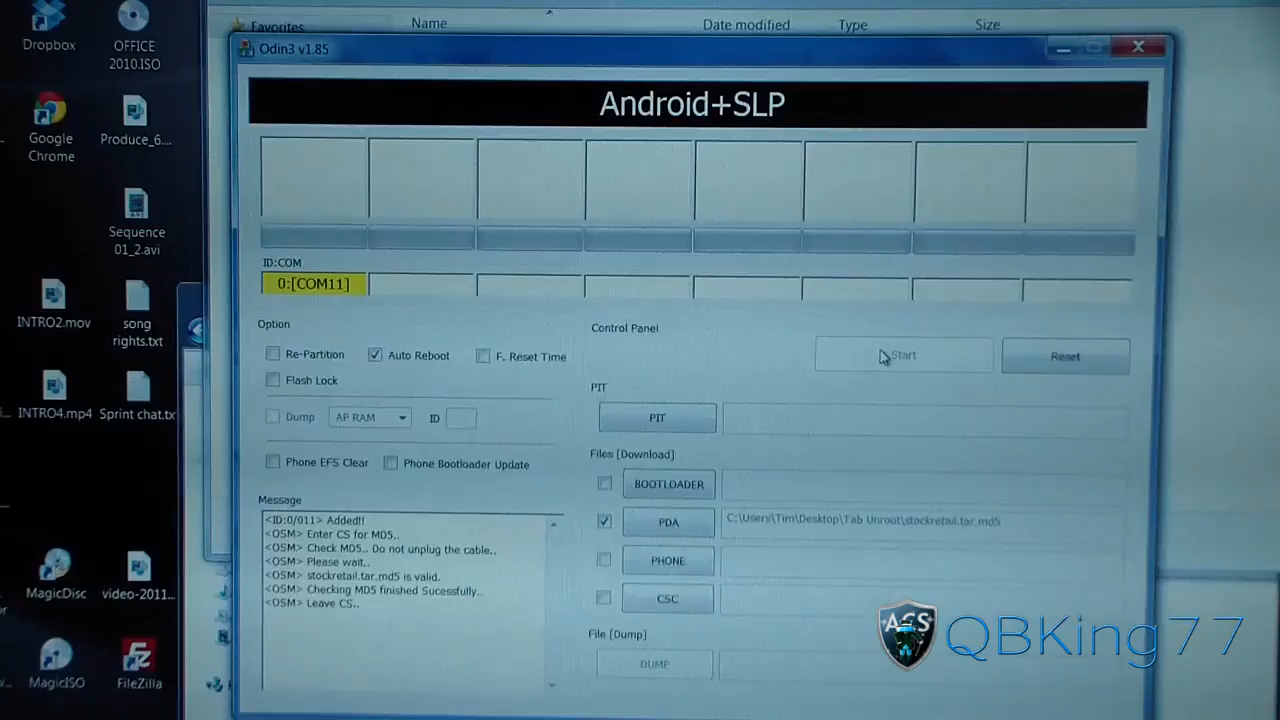 Favorites
Name
Date modified
Type
Size
Dropbox
OFFICE
2010.ISO
Google
Chrome
Produce_6....
Sequence
01_2.avi
INTRO2.mov
song
rights.txt
INTRO4.mp4
Sprint chat.tx
MagicDisc
video-2011...
MagicISO
FileZilla
Odin3 v1.85
Android+SLP
ID:COM
0:[COM11]
Option
Re-Partition
Auto Reboot
F. Reset Time
Flash Lock
Dump
AP RAM
ID
Phone EFS Clear
Phone Bootloader Update
Message
<ID:0/011> Added!!
<OSM> Enter CS for MD5..
<OSM> Check MD5.. Do not unplug the cable..
<OSM> Please wait..
<OSM> stockretail.tar.md5 is valid.
<OSM> Checking MD5 finished Sucessfully..
<OSM> Leave CS..
Control Panel
Start
Reset
PIT
PIT
Files [Download]
BOOTLOADER
PDA
C:\Users\Tim\Desktop\Tab Unroot\stockretail.tar.md5
PHONE
CSC
File [Dump]
DUMP
ACS
QBKing77